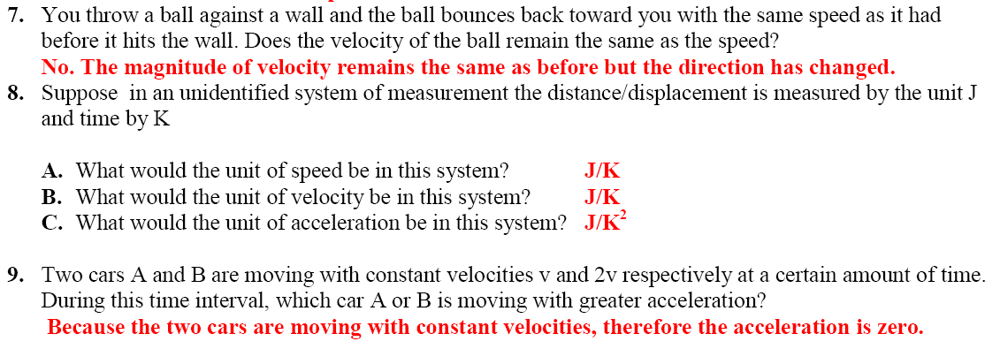 7. You throw a ball against a wall and the ball bounces back toward you with the same speed as it had
before it hits the wall. Does the velocity of the ball remain the same as the speed?
No. The magnitude of velocity remains the same as before but the direction has changed.
8. Suppose in an unidentified system of measurement the distance/displacement is measured by the unit J
and time by K
A. What would the unit of speed be in this system? J/K
B. What would the unit of velocity be in this system? J/K
C. What would the unit of acceleration be in this system? J/K²
9. Two cars A and B are moving with constant velocities v and 2v respectively at a certain amount of time.
During this time interval, which car A or B is moving with greater acceleration?
Because the two cars are moving with constant velocities, therefore the acceleration is zero.